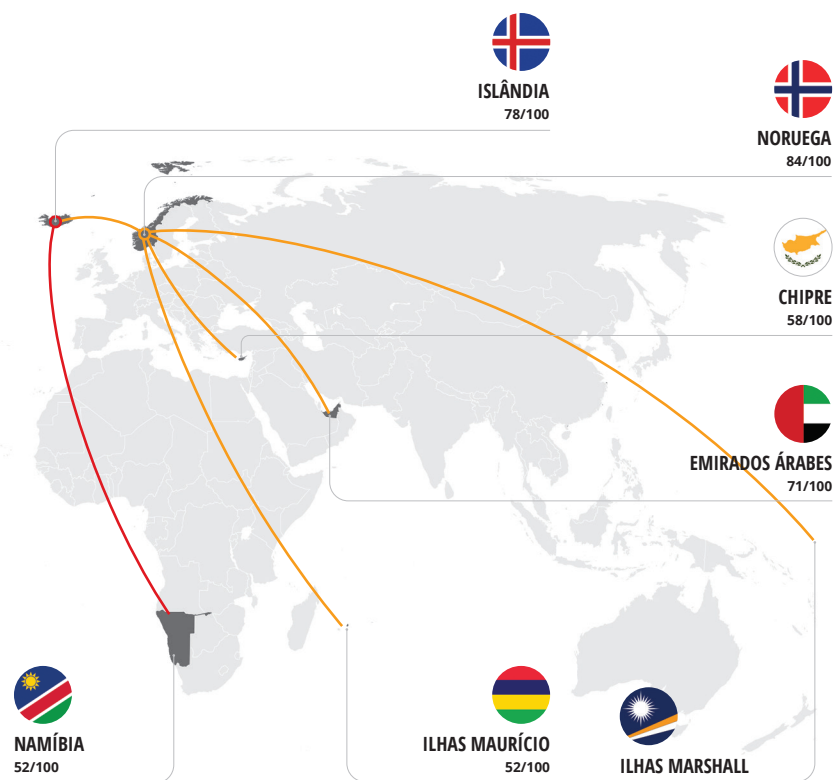 ISLÂNDIA
78/100
NORUEGA
84/100
CHIPRE
58/100
EMIRADOS ÁRABES
71/100
NAMÍBIA
52/100
ILHAS MAURÍCIO
52/100
ILHAS MARSHALL